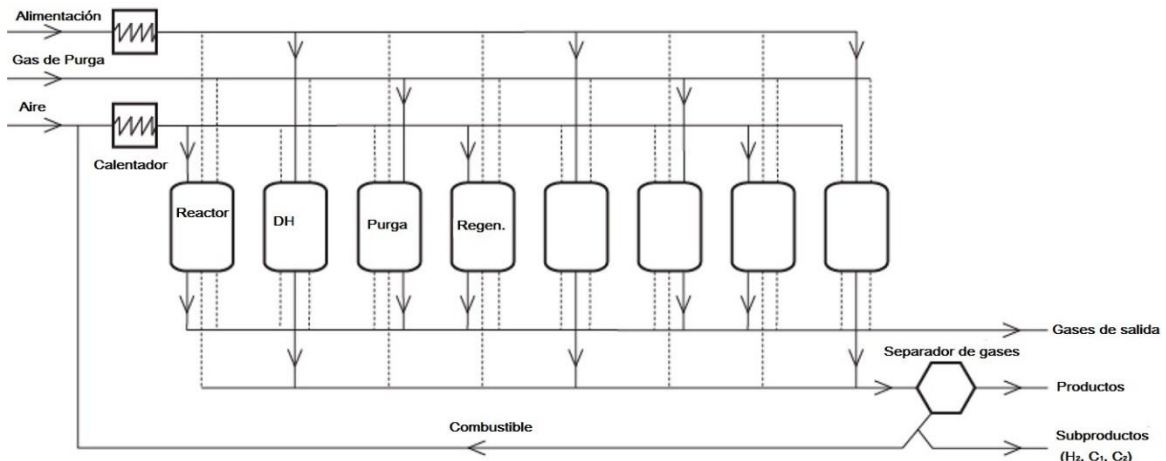 Alimentación
Gas de Purga
Aire
Calentador
Reactor
DH
Purga
Regen.
Gases de salida
Separador de gases
Productos
Combustible
Subproductos
(H₂, C₁, C₂)